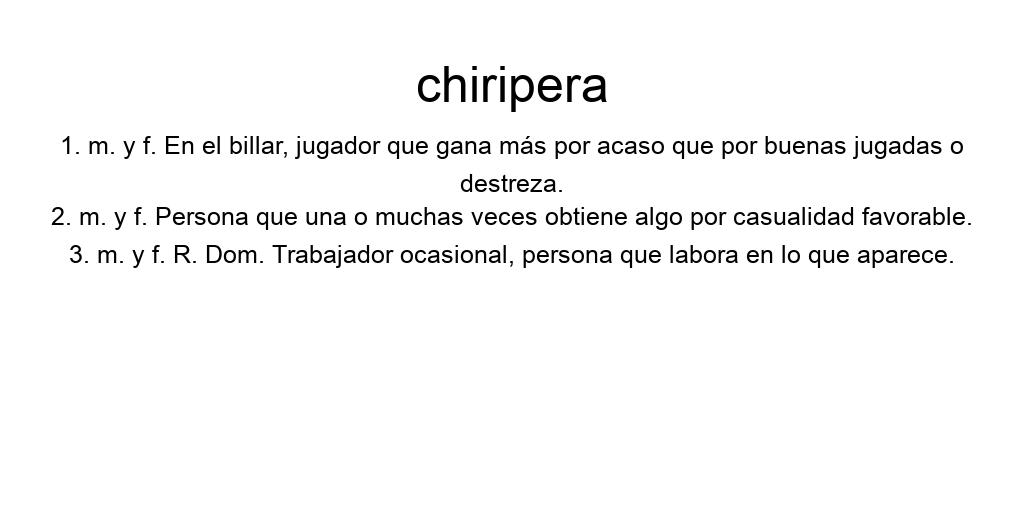 chiripera
1. m. y f. En el billar, jugador que gana más por acaso que por buenas jugadas o
destreza.
2. m. y f. Persona que una o muchas veces obtiene algo por casualidad favorable.
3. m. y f. R. Dom. Trabajador ocasional, persona que labora en lo que aparece.